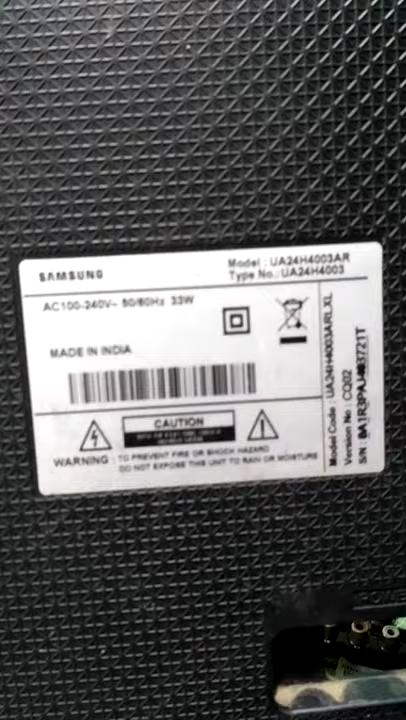 SAMSUNG
Model : UA24H4003AR
Type No.: UA24H4003
AC100-240V~ 50/60Hz 33W
MADE IN INDIA
CAUTION
WARNING : TO PREVENT FIRE OR SHOCK HAZARD
DO NOT EXPOSE THIS UNIT TO RAIN OR MOISTURE
Model Code : UA24H4003ARLXL
Version No : CQ02
S/N :